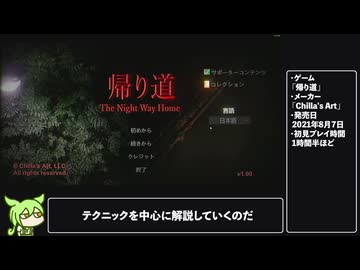 帰り道
The Night Way Home
サポーターコンテンツ
コレクション
言語
日本語
初めから
続きから
クレジット
終了
© Chilla's Art, LLC
All rights reserved.
v1.00
・ゲーム
「帰り道」
・メーカー
「Chilla's Art」
・発売日
2021年8月7日
・初見プレイ時間
1時間半ほど
テクニックを中心に解説していくのだ